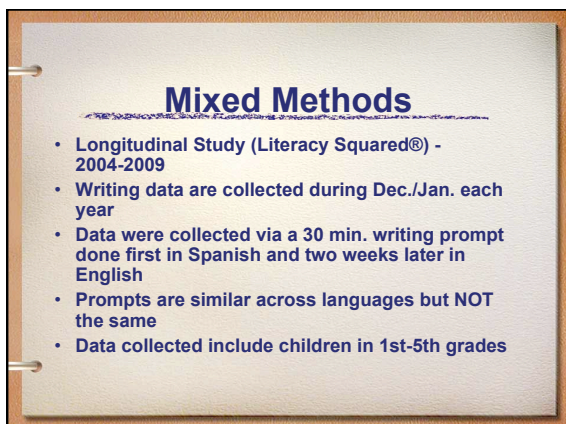 Mixed Methods
• Longitudinal Study (Literacy Squared®) -
2004-2009
• Writing data are collected during Dec./Jan. each
year
• Data were collected via a 30 min. writing prompt
done first in Spanish and two weeks later in
English
• Prompts are similar across languages but NOT
the same
• Data collected include children in 1st-5th grades